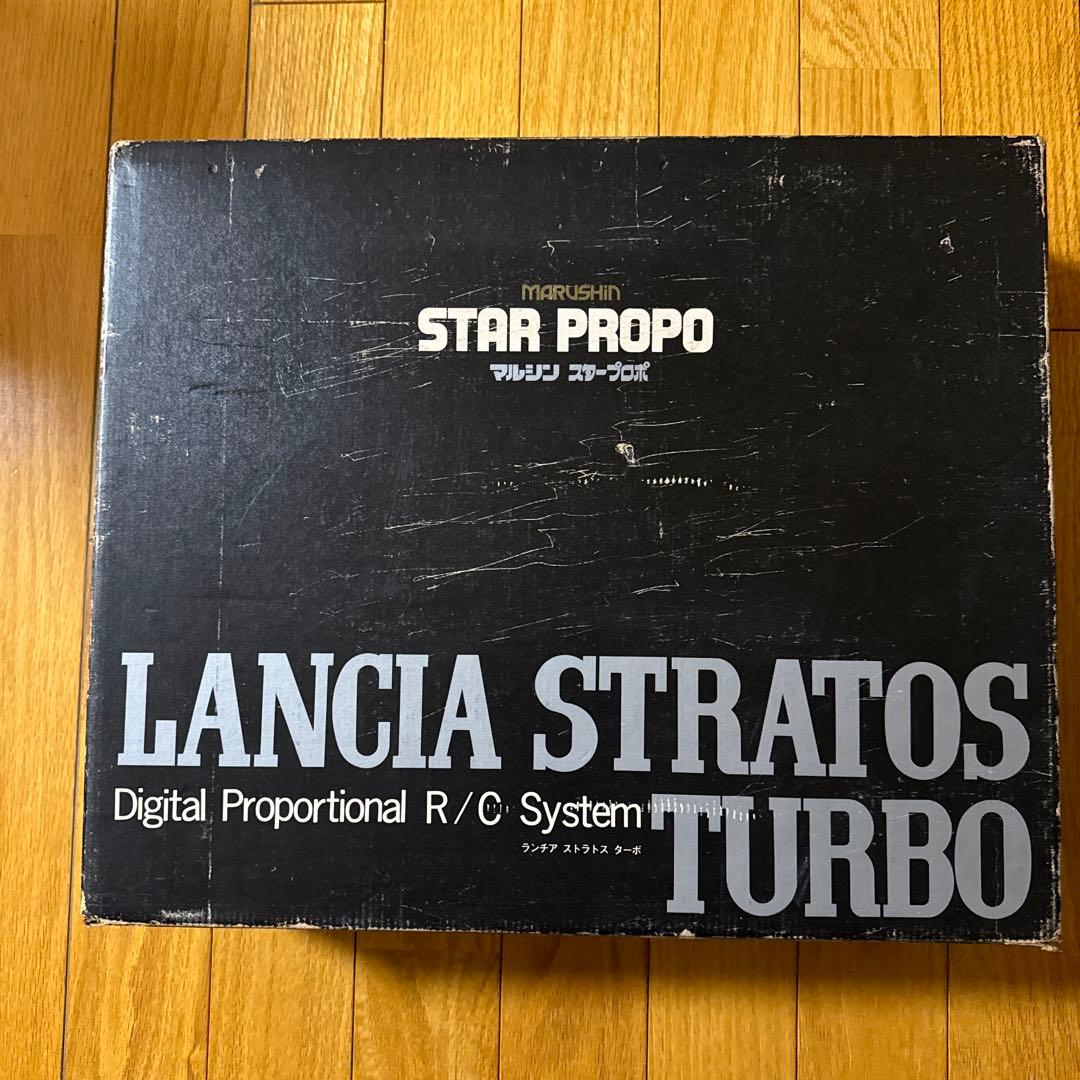 MARUSHiN
STAR PROPO
マルシン スタープロポ
LANCIA STRATOS
Digital Proportional R/C System
TURBO
ランチア ストラトス ターボ